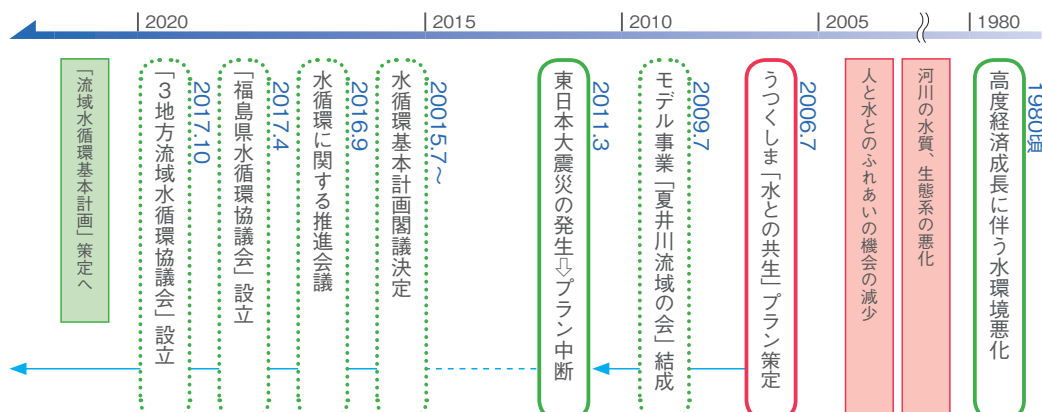 2020
2015
2010
2005
1980
1980頃
高度経済成長に伴う水環境悪化
河川の水質、生態系の悪化
人と水とのふれあいの機会の減少
2006.7
うつくしま「水との共生」プラン策定
2009.7
モデル事業「夏井川流域の会」結成
2011.3
東日本大震災の発生⇨プラン中断
20015.7～
水循環基本計画閣議決定
2016.9
水循環に関する推進会議
2017.4
「福島県水循環協議会」設立
2017.10
「３地方流域水循環協議会」設立
「流域水循環基本計画」策定へ